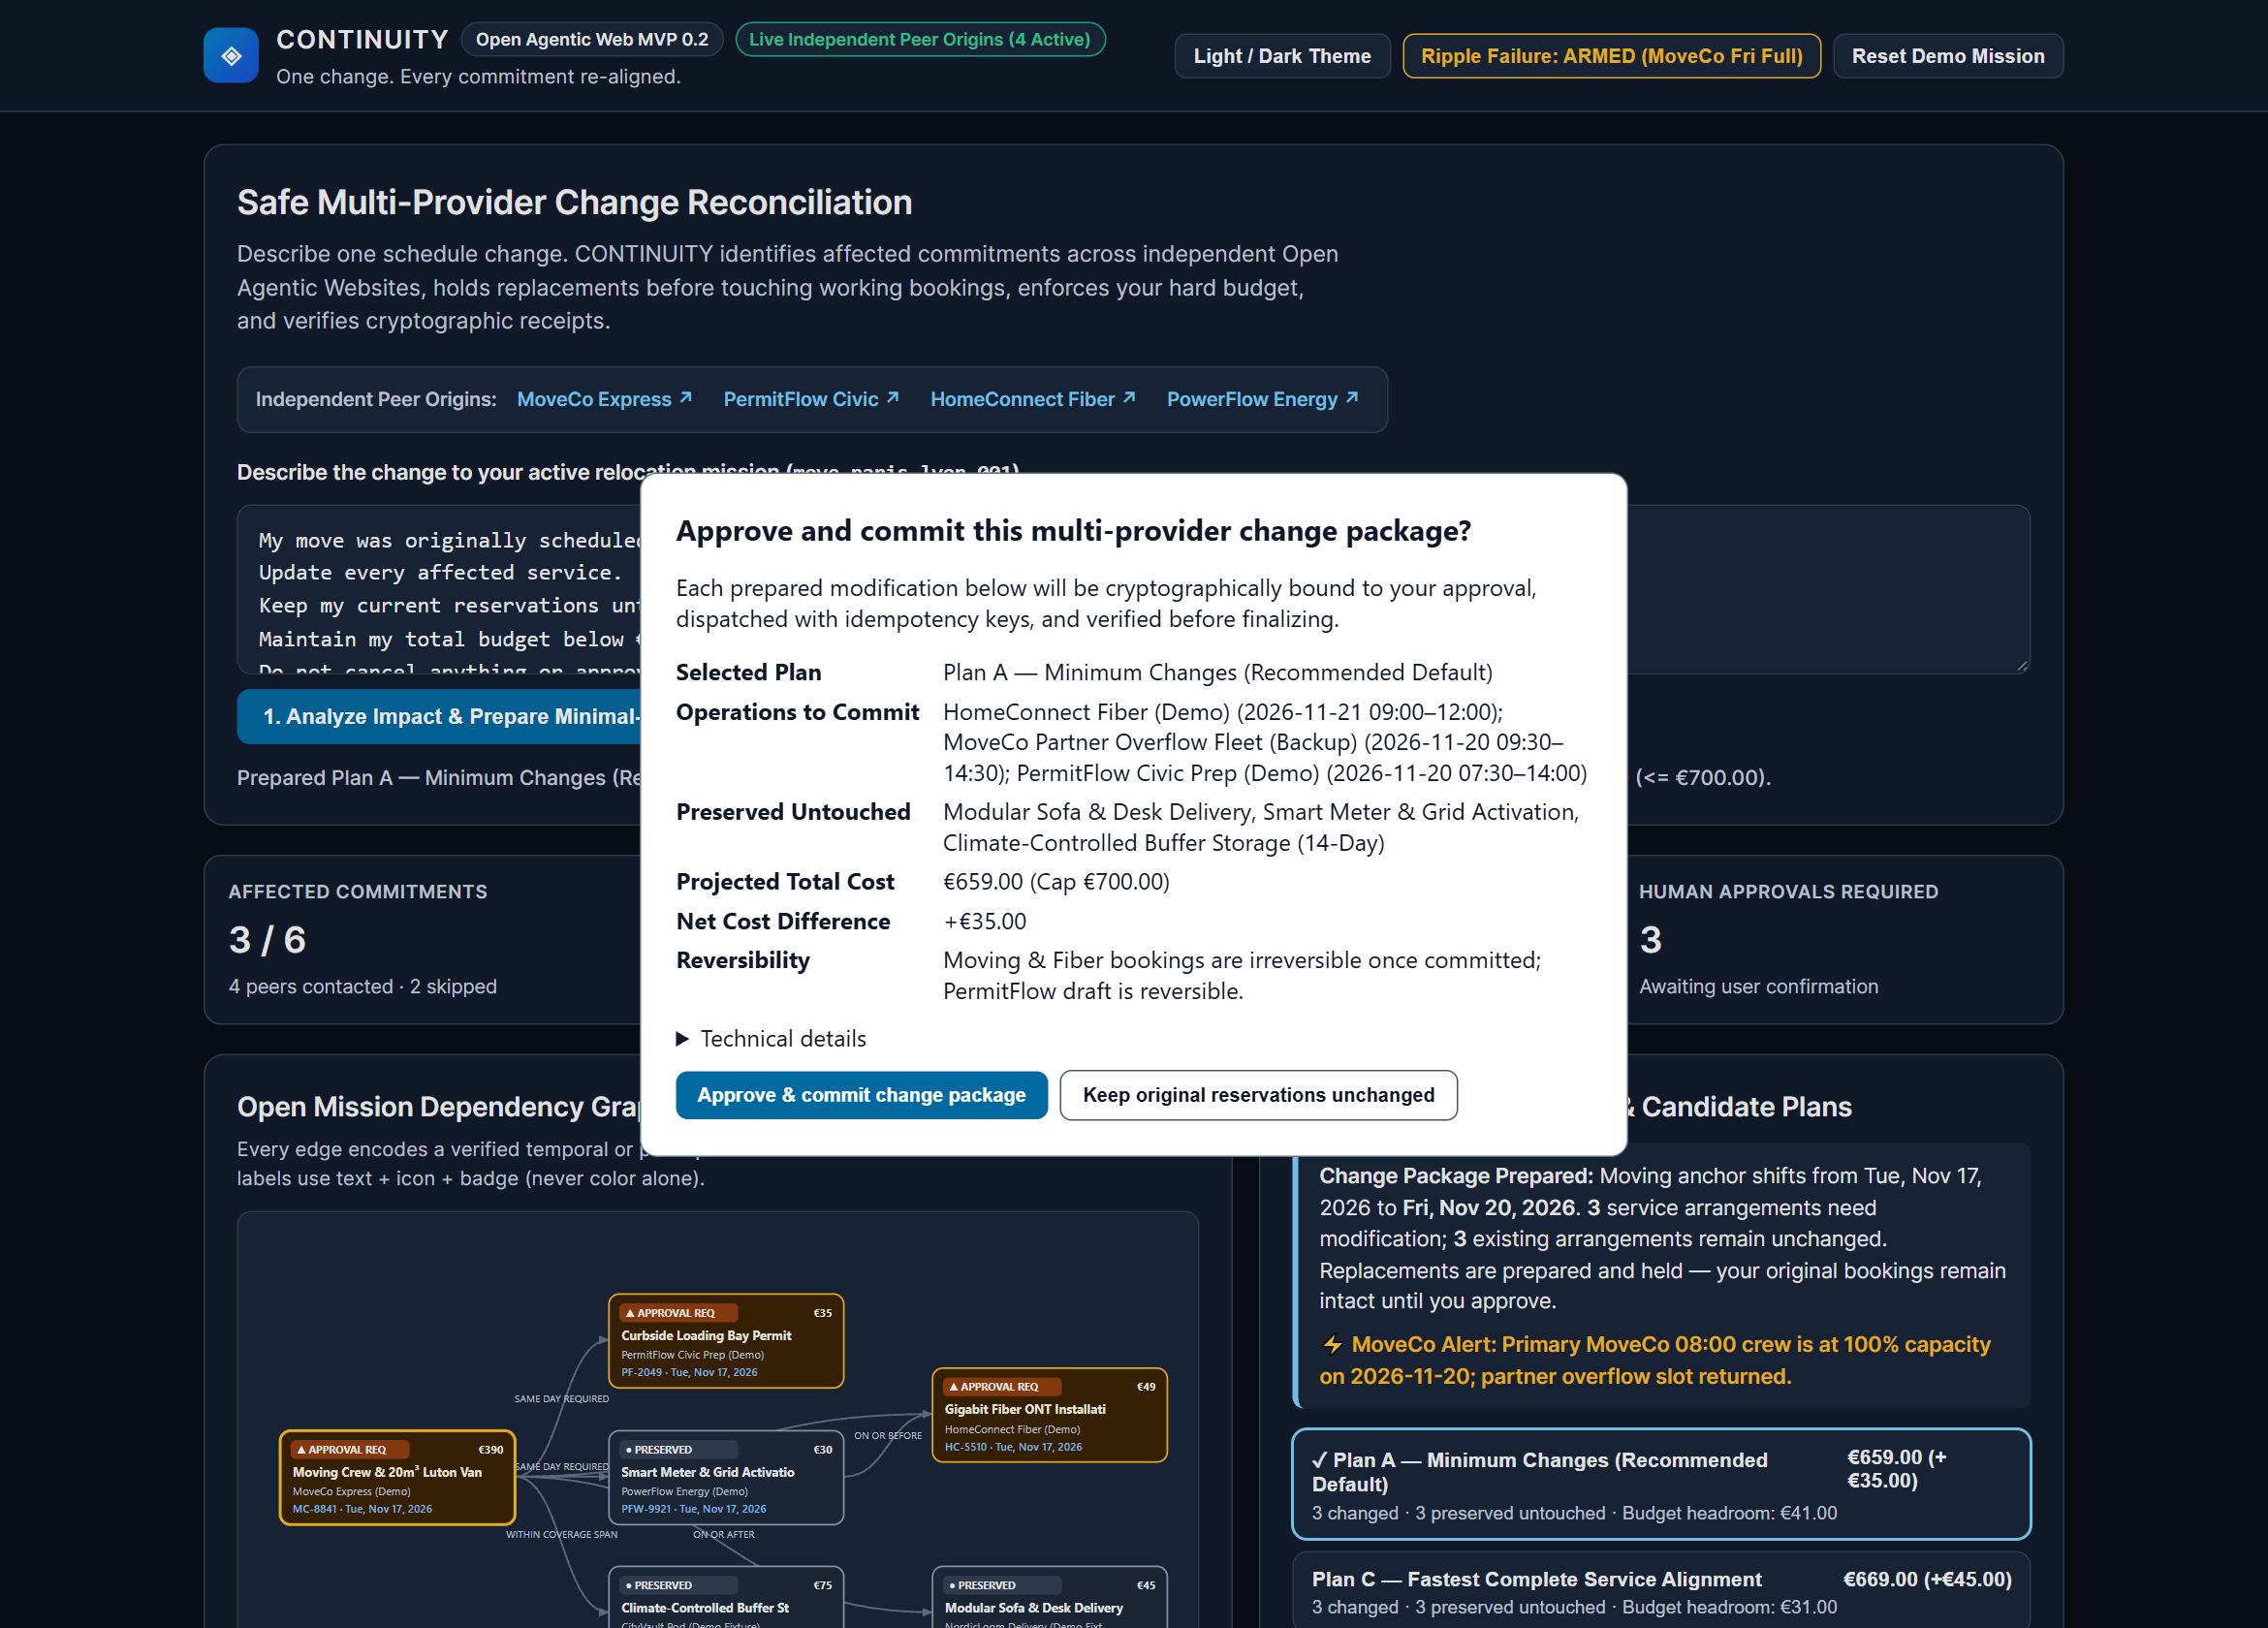 CONTINUITY
Open Agentic Web MVP 0.2
Live Independent Peer Origins (4 Active)
One change. Every commitment re-aligned.
Light / Dark Theme
Ripple Failure: ARMED (MoveCo Fri Full)
Reset Demo Mission
Safe Multi-Provider Change Reconciliation
Describe one schedule change. CONTINUITY identifies affected commitments across independent Open
Agentic Websites, holds replacements before touching working bookings, enforces your hard budget,
and verifies cryptographic receipts.
Independent Peer Origins: MoveCo Express ↗ PermitFlow Civic ↗ HomeConnect Fiber ↗ PowerFlow Energy ↗
Describe the change to your active relocation mission (move-paris-lyon-001)
My move was originally scheduled
Update every affected service.
Keep my current reservations
Maintain my total budget below
Do not cancel anything or
1. Analyze Impact & Prepare Minimal-
Prepared Plan A — Minimum Changes
(<= €700.00).
Approve and commit this multi-provider change package?
Each prepared modification below will be cryptographically bound to your approval,
dispatched with idempotency keys, and verified before finalizing.
Selected Plan Plan A — Minimum Changes (Recommended Default)
Operations to Commit HomeConnect Fiber (Demo) (2026-11-21 09:00–12:00);
MoveCo Partner Overflow Fleet (Backup) (2026-11-20 09:30–
14:30); PermitFlow Civic Prep (Demo) (2026-11-20 07:30–14:00)
Preserved Untouched Modular Sofa & Desk Delivery, Smart Meter & Grid Activation,
Climate-Controlled Buffer Storage (14-Day)
Projected Total Cost €659.00 (Cap €700.00)
Net Cost Difference +€35.00
Reversibility Moving & Fiber bookings are irreversible once committed;
PermitFlow draft is reversible.
▶ Technical details
Approve & commit change package
Keep original reservations unchanged
AFFECTED COMMITMENTS
3 / 6
4 peers contacted · 2 skipped
HUMAN APPROVALS REQUIRED
3
Awaiting user confirmation
Open Mission Dependency
Every edge encodes a verified temporal or
labels use text + icon + badge (never color alone).
▲ APPROVAL REQ €35
Curbside Loading Bay Permit
PermitFlow Civic Prep (Demo)
PF-2049 · Tue, Nov 17, 2026
SAME DAY REQUIRED
▲ APPROVAL REQ €49
Gigabit Fiber ONT Installati
HomeConnect Fiber (Demo)
HC-5510 · Tue, Nov 17, 2026
ON OR BEFORE
▲ APPROVAL REQ €390
Moving Crew & 20m³ Luton Van
MoveCo Express (Demo)
MC-8841 · Tue, Nov 17, 2026
SAME DAY REQUIRED
● PRESERVED €30
Smart Meter & Grid Activatio
PowerFlow Energy (Demo)
PFW-9921 · Tue, Nov 17, 2026
WITHIN COVERAGE SPAN
ON OR AFTER
● PRESERVED €75
Climate-Controlled Buffer St
CityVault Pod (Demo Fixture)
● PRESERVED €45
Modular Sofa & Desk Delivery
NordicLoom Delivery (Demo Fixt
& Candidate Plans
Change Package Prepared: Moving anchor shifts from Tue, Nov 17,
2026 to Fri, Nov 20, 2026. 3 service arrangements need
modification; 3 existing arrangements remain unchanged.
Replacements are prepared and held — your original bookings remain
intact until you approve.
⚡ MoveCo Alert: Primary MoveCo 08:00 crew is at 100% capacity
on 2026-11-20; partner overflow slot returned.
✓ Plan A — Minimum Changes (Recommended
Default)
€659.00 (+
€35.00)
3 changed · 3 preserved untouched · Budget headroom: €41.00
Plan C — Fastest Complete Service Alignment €669.00 (+€45.00)
3 changed · 3 preserved untouched · Budget headroom: €31.00